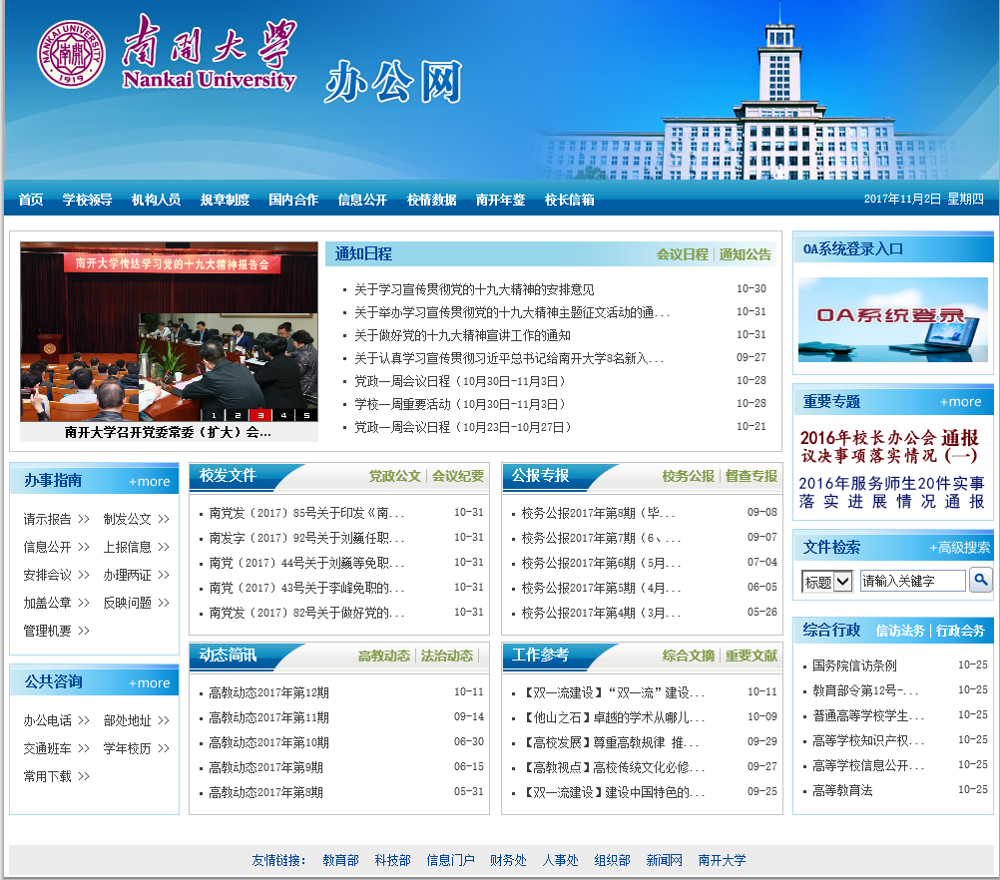 NANKAI UNIVERSITY
1919
南開大學
Nankai University
办公网
首页 学校领导 机构人员 规章制度 国内合作 信息公开 校情数据 南开年鉴 校长信箱 2017年11月2日 星期四
南开大学传达学习党的十九大精神报告会
1 2 3 4 5
南开大学召开党委常委（扩大）会...
通知日程 会议日程 | 通知公告
关于学习宣传贯彻党的十九大精神的安排意见 10-30
关于举办学习宣传贯彻党的十九大精神主题征文活动的通... 10-31
关于做好党的十九大精神宣讲工作的通知 10-31
关于认真学习宣传贯彻习近平总书记给南开大学8名新入... 09-27
党政一周会议日程（10月30日-11月3日） 10-28
学校一周重要活动（10月30日-11月3日） 10-28
党政一周会议日程（10月23日-10月27日） 10-21
OA系统登录入口
OA系统登录
重要专题 +more
2016年校长办公会通报
议决事项落实情况（一）
2016年服务师生20件实事
落实进展情况通报
文件检索 +高级搜索
标题 请输入关键字
综合行政 信访法务 | 行政会务
国务院信访条例 10-25
教育部令第12号-... 10-25
普通高等学校学生... 10-25
高等学校知识产权... 10-25
高等学校信息公开... 10-25
高等教育法 10-25
办事指南 +more
请示报告 >> 制发公文 >>
信息公开 >> 上报信息 >>
安排会议 >> 办理两证 >>
加盖公章 >> 反映问题 >>
管理机要 >>
公共咨询 +more
办公电话 >> 部处地址 >>
交通班车 >> 学年校历 >>
常用下载 >>
校发文件 党政公文 | 会议纪要
南党发（2017）85号关于印发《南... 10-31
南发字（2017）92号关于刘巍任职... 10-31
南党（2017）44号关于刘巍等免职... 10-31
南党（2017）43号关于李峰免职的... 10-31
南党发（2017）82号关于做好党的... 10-31
公报专报 校务公报 | 督查专报
校务公报2017年第8期（毕... 09-08
校务公报2017年第7期（6、... 09-07
校务公报2017年第6期（5月... 07-04
校务公报2017年第5期（4月... 06-05
校务公报2017年第4期（3月... 05-26
动态简讯 高教动态 | 法治动态 |
高教动态2017年第12期 10-11
高教动态2017年第11期 09-14
高教动态2017年第10期 06-30
高教动态2017年第9期 06-15
高教动态2017年第8期 05-31
工作参考 综合文摘 | 重要文献
【双一流建设】“双一流”建设... 10-11
【他山之石】卓越的学术从哪儿... 10-09
【高校发展】尊重高教规律 推... 09-29
【高教视点】高校传统文化必修... 09-27
【双一流建设】建设中国特色的... 09-25
友情链接： 教育部 科技部 信息门户 财务处 人事处 组织部 新闻网 南开大学